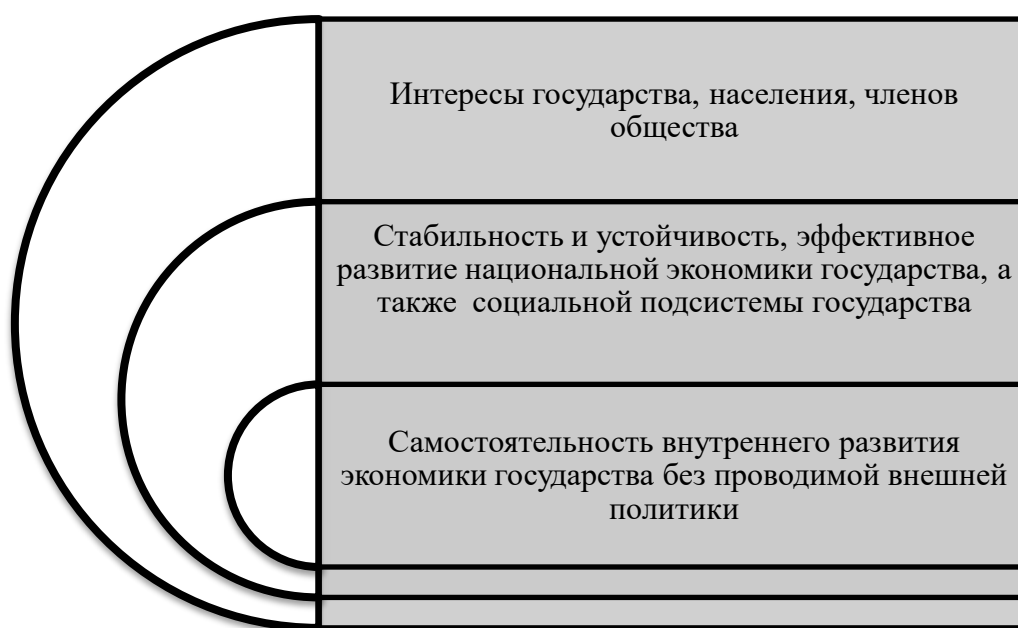 Интересы государства, населения, членов
общества
Стабильность и устойчивость, эффективное
развитие национальной экономики государства, а
также социальной подсистемы государства
Самостоятельность внутреннего развития
экономики государства без проводимой внешней
политики